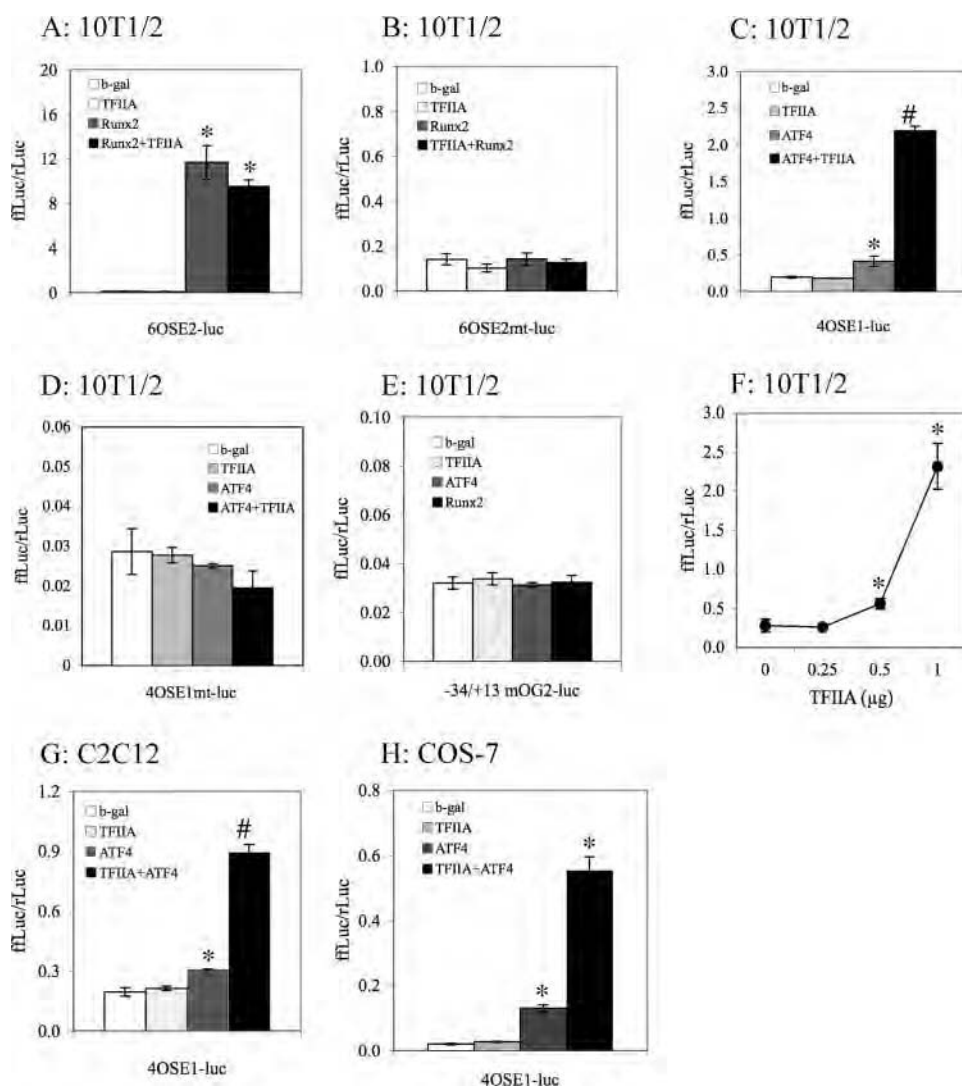 A: 10T1/2
20
16
12
8
4
0
ffLuc/rLuc
b-gal
TFIIA
Runx2
Runx2+TFIIA
*
*
6OSE2-luc
B: 10T1/2
1.0
0.8
0.6
0.4
0.2
0.0
ffLuc/rLuc
b-gal
TFIIA
Runx2
TFIIA+Runx2
6OSE2mt-luc
C: 10T1/2
3.0
2.5
2.0
1.5
1.0
0.5
0.0
ffLuc/rLuc
b-gal
TFIIA
ATF4
ATF4+TFIIA
*
#
4OSE1-luc
D: 10T1/2
0.06
0.05
0.04
0.03
0.02
0.01
0
ffLuc/rLuc
b-gal
TFIIA
ATF4
ATF4+TFIIA
4OSE1mt-luc
E: 10T1/2
0.10
0.08
0.06
0.04
0.02
0.00
ffLuc/rLuc
b-gal
TFIIA
ATF4
Runx2
-34/+13 mOG2-luc
F: 10T1/2
3.0
2.5
2.0
1.5
1.0
0.5
0.0
ffLuc/rLuc
*
*
0 0.25 0.5 1
TFIIA (µg)
G: C2C12
1.2
0.9
0.6
0.3
0.0
ffLuc/rLuc
b-gal
TFIIA
ATF4
TFIIA+ATF4
*
#
4OSE1-luc
H: COS-7
0.8
0.6
0.4
0.2
0.0
ffLuc/rLuc
b-gal
TFIIA
ATF4
TFIIA+ATF4
*
*
4OSE1-luc